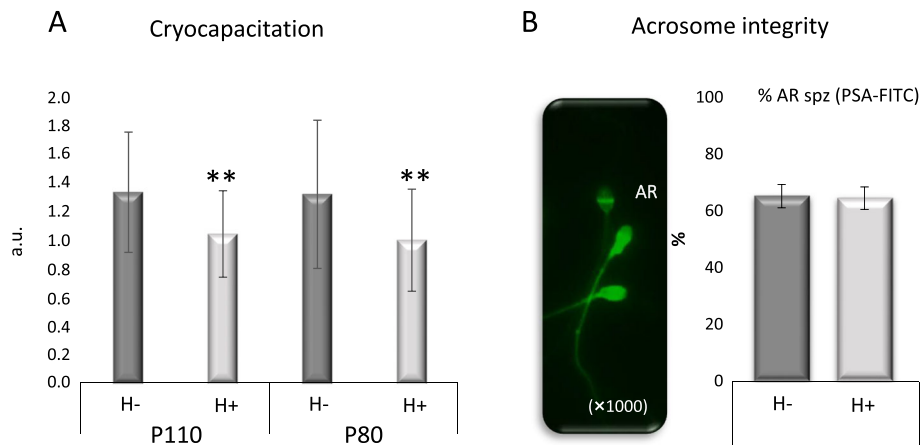 A
Cryocapacitation
a.u.
2.0
1.8
1.6
1.4
1.2
1.0
0.8
0.6
0.4
0.2
0.0
**
**
H-
H+
H-
H+
P110
P80
B
Acrosome integrity
AR
(×1000)
% AR spz (PSA-FITC)
%
100
80
60
40
20
0
H-
H+